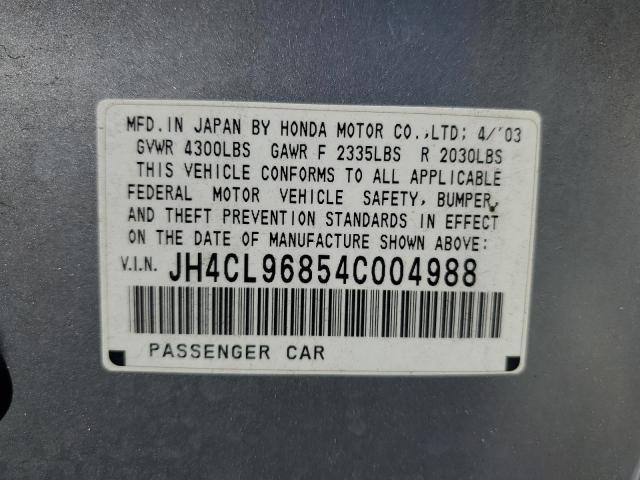 MFD.IN JAPAN BY HONDA MOTOR CO.,LTD; 4/'03
GVWR 4300LBS GAWR F 2335LBS R 2030LBS
THIS VEHICLE CONFORMS TO ALL APPLICABLE
FEDERAL MOTOR VEHICLE SAFETY, BUMPER,
AND THEFT PREVENTION STANDARDS IN EFFECT
ON THE DATE OF MANUFACTURE SHOWN ABOVE:
V.I.N. JH4CL96854C004988
PASSENGER CAR